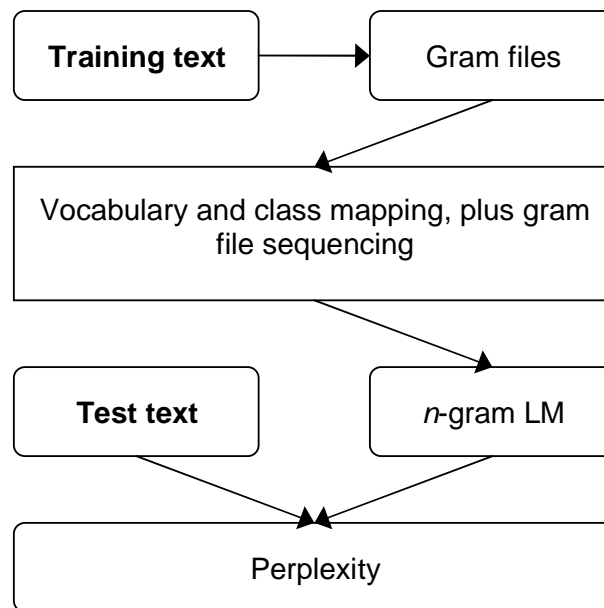 Training text
Gram files
Vocabulary and class mapping, plus gram
file sequencing
Test text
n-gram LM
Perplexity